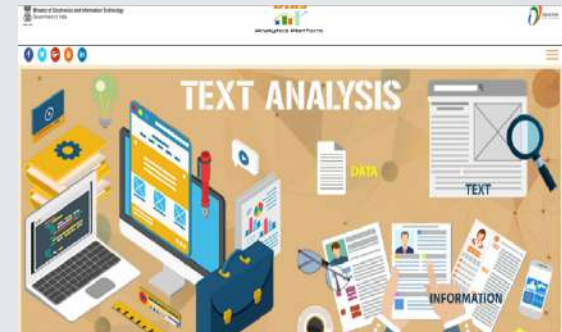 Ministry of Electronics and Information Technology
Government of India
Analytics Platform
TEXT ANALYSIS
DATA
TEXT
INFORMATION